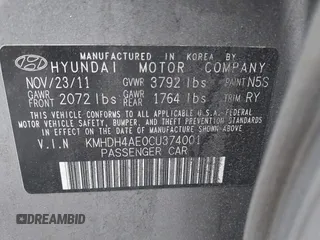 MANUFACTURED IN KOREA BY
HYUNDAI MOTOR COMPANY
NOV/23/11 GVWR 3792 lbs PAINT N5S
GAWR FRONT 2072 lbs GAWR REAR 1764 lbs TRIM RY
THIS VEHICLE CONFORMS TO ALL APPLICABLE U.S. FEDERAL
MOTOR VEHICLE SAFETY, BUMPER, AND THEFT PREVENTION
STANDARDS IN EFFECT ON THE DATE OF
MANUFACTURE SHOWN ABOVE.
V.I.N KMHDH4AE0CU374001
PASSENGER CAR
©DREAMBID
DREAMBID.COM